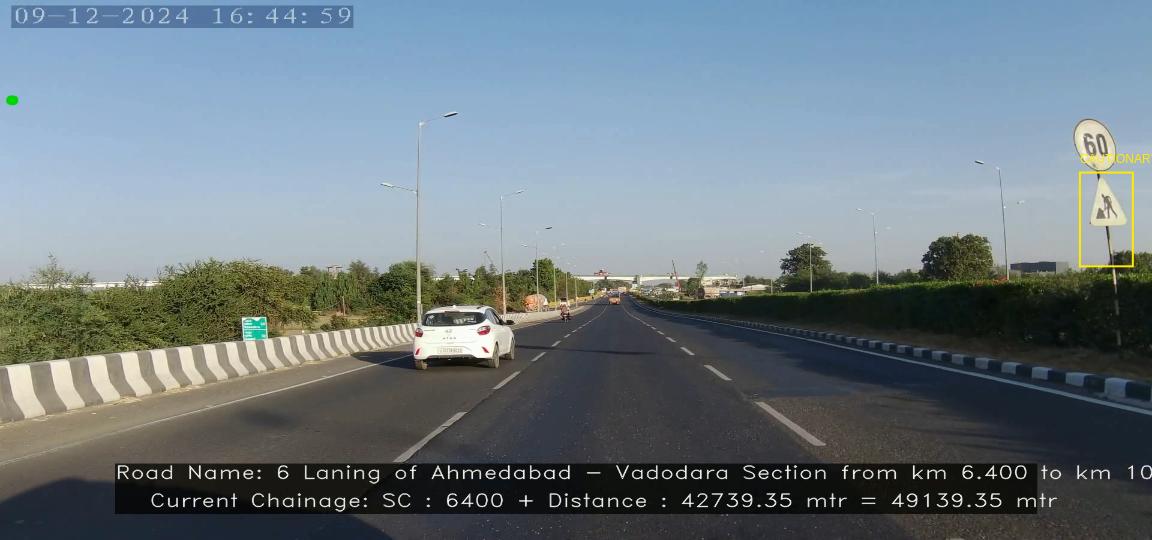 09-12-2024 16:44:59
60
CAUTIONAR
Road Name: 6 Laning of Ahmedabad - Vadodara Section from km 6.400 to km 10
Current Chainage: SC : 6400 + Distance : 42739.35 mtr = 49139.35 mtr